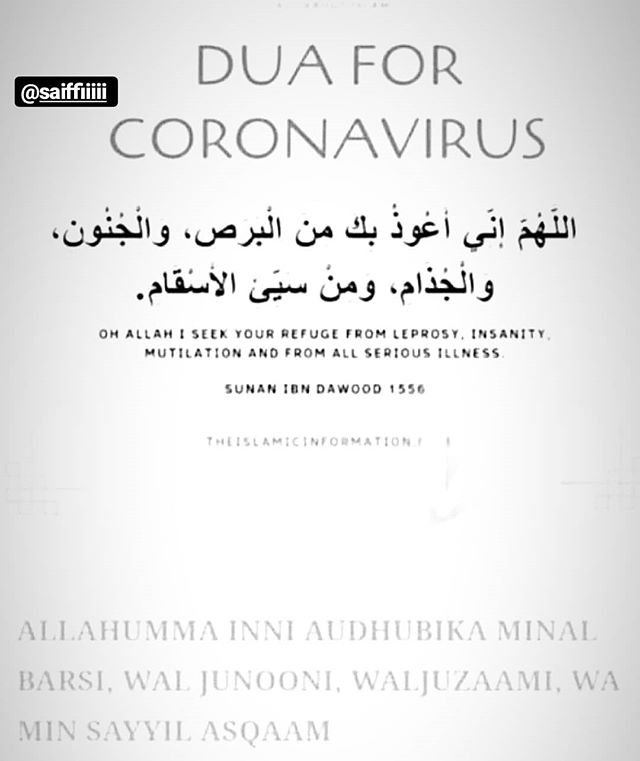 DUA FOR
@saiffiiiii
CORONAVIRUS
اللَّهُمَّ إِنِّي أَعُوذُ بِك مِنَ الْبَرَص، وَالْجُنُون،
وَالْجُذَامِ، وَمِنْ سَيِّئ الأَسْقَامِ.
OH ALLAH I SEEK YOUR REFUGE FROM LEPROSY, INSANITY,
MUTILATION AND FROM ALL SERIOUS ILLNESS.
SUNAN IBN DAWOOD 1556
THEISLAMICINFORMATION
ALLAHUMMA INNI AUDHUBIKA MINAL
BARSI, WAL JUNOONI, WALJUZAAMI, WA
MIN SAYYIL ASQAAM